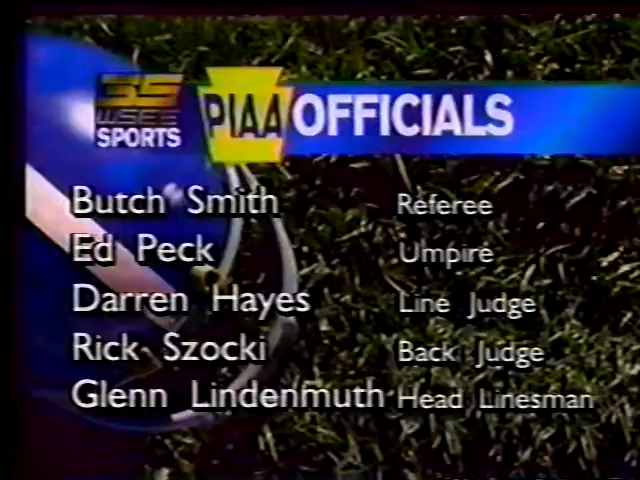 35
WSEE
SPORTS
PIAA OFFICIALS
Butch Smith Referee
Ed Peck Umpire
Darren Hayes Line Judge
Rick Szocki Back Judge
Glenn Lindenmuth Head Linesman